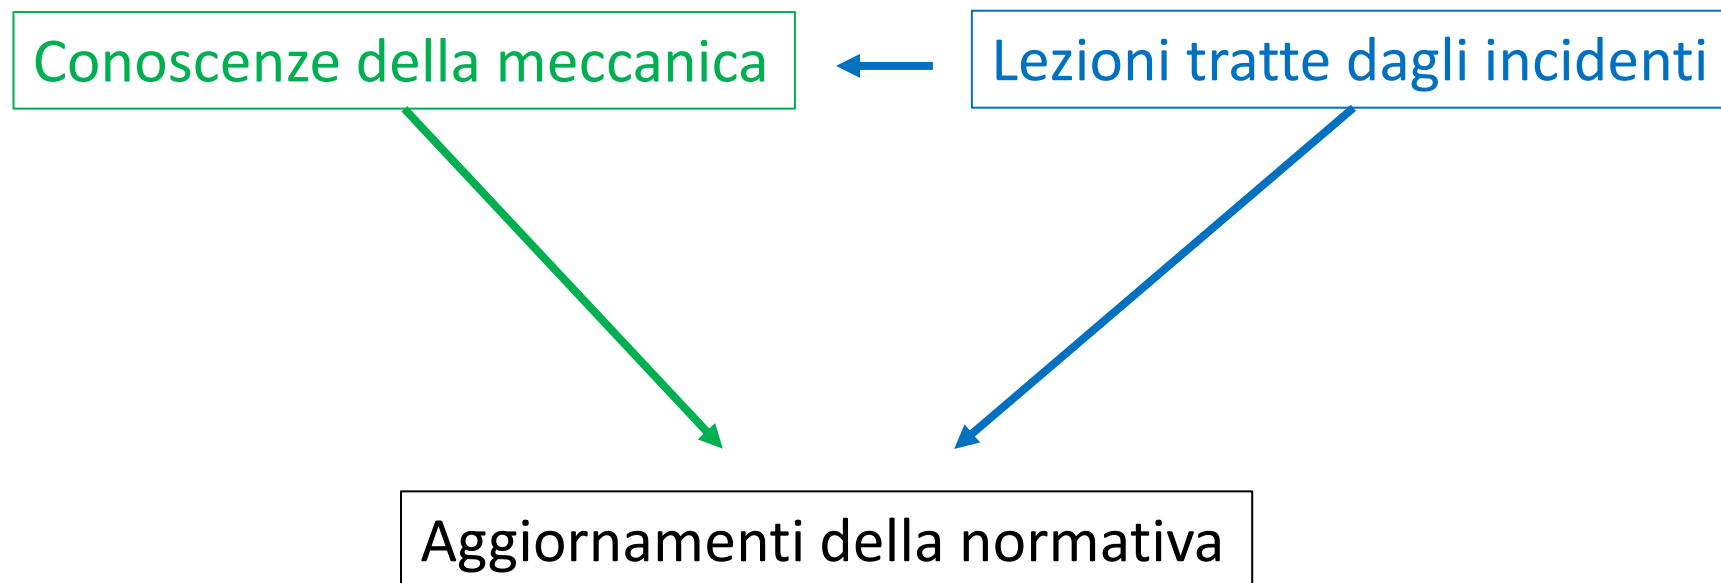 Conoscenze della meccanica
Lezioni tratte dagli incidenti
Aggiornamenti della normativa